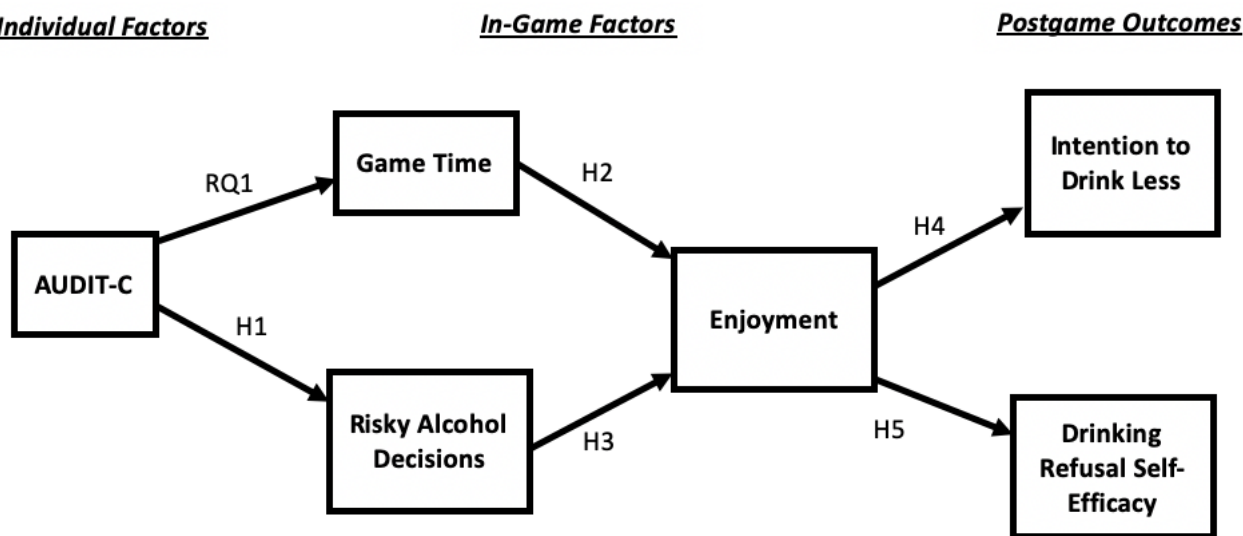 Individual Factors
In-Game Factors
Postgame Outcomes
Game Time
Intention to
Drink Less
RQ1
H2
H4
AUDIT-C
Enjoyment
H1
Risky Alcohol
Decisions
H3
H5
Drinking
Refusal Self-
Efficacy